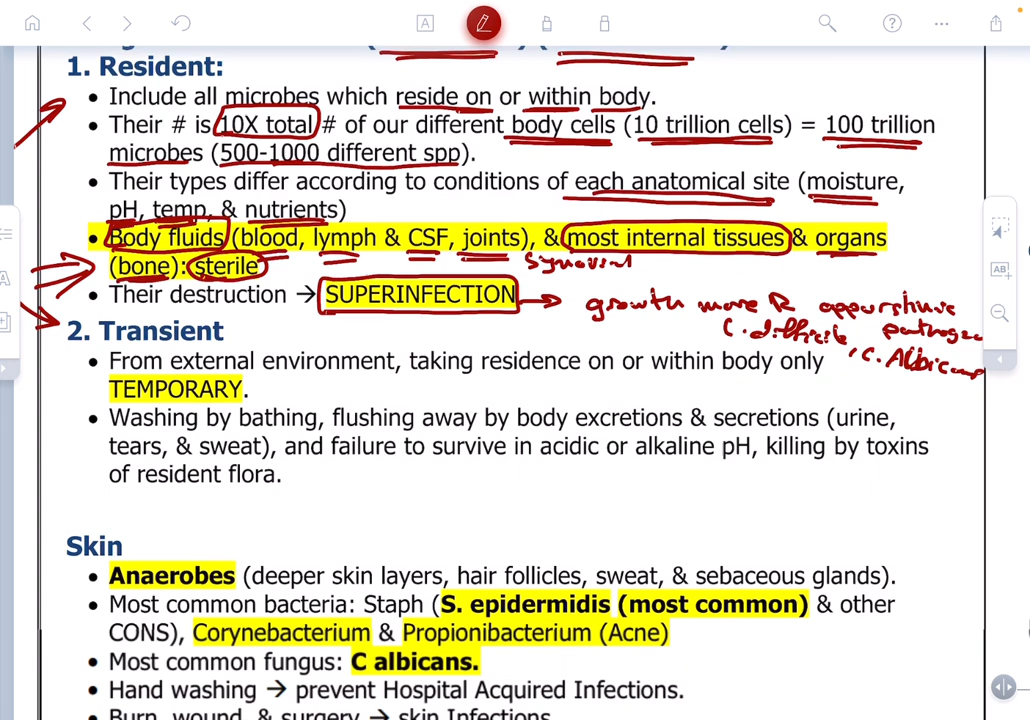 1. Resident:
• Include all microbes which reside on or within body.
• Their # is 10X total # of our different body cells (10 trillion cells) = 100 trillion
microbes (500-1000 different spp).
• Their types differ according to conditions of each anatomical site (moisture,
pH, temp, & nutrients)
• Body fluids (blood, lymph & CSF, joints), & most internal tissues & organs
(bone): sterile
synovial
• Their destruction → SUPERINFECTION
growth more R opportunistic
pathogen
C. difficile, C. Albicans
2. Transient
• From external environment, taking residence on or within body only
TEMPORARY.
• Washing by bathing, flushing away by body excretions & secretions (urine,
tears, & sweat), and failure to survive in acidic or alkaline pH, killing by toxins
of resident flora.
Skin
• Anaerobes (deeper skin layers, hair follicles, sweat, & sebaceous glands).
• Most common bacteria: Staph (S. epidermidis (most common) & other
CONS), Corynebacterium & Propionibacterium (Acne)
• Most common fungus: C albicans.
• Hand washing → prevent Hospital Acquired Infections.
• Burn, wound, & surgery → skin Infections